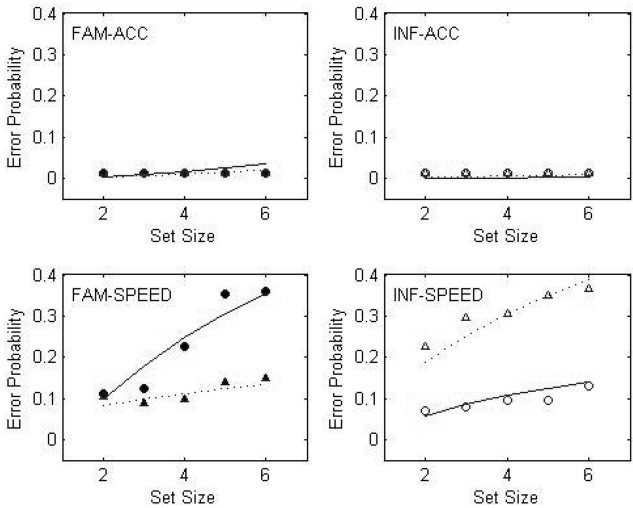 FAM-ACC
Error Probability
0.4
0.3
0.2
0.1
0
2 4 6
Set Size
INF-ACC
Error Probability
0.4
0.3
0.2
0.1
0
2 4 6
Set Size
FAM-SPEED
Error Probability
0.4
0.3
0.2
0.1
0
2 4 6
Set Size
INF-SPEED
Error Probability
0.4
0.3
0.2
0.1
0
2 4 6
Set Size